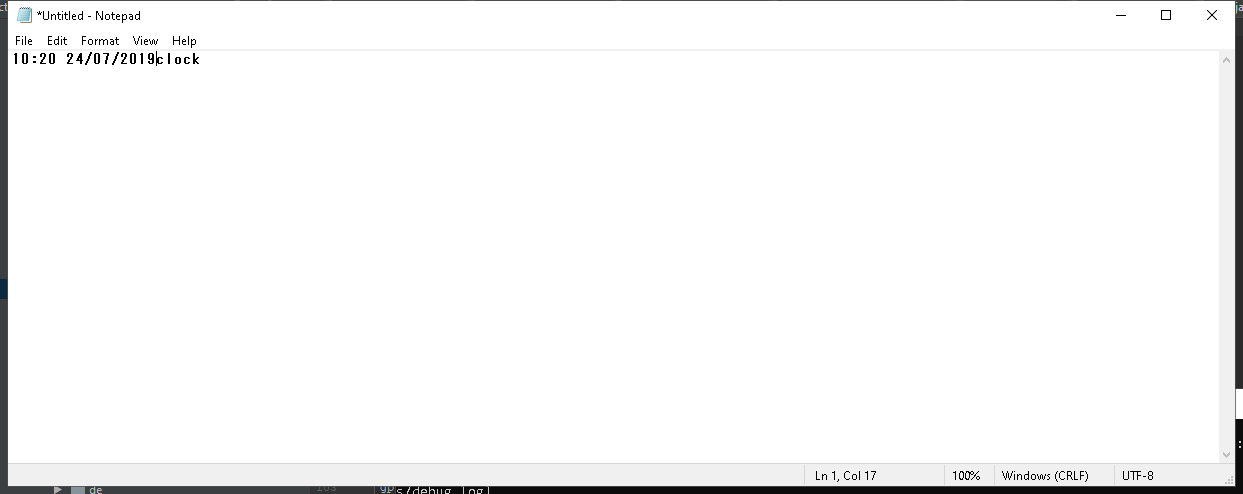 *Untitled - Notepad
File Edit Format View Help
10:20 24/07/2019clock
Ln 1, Col 17 100% Windows (CRLF) UTF-8
de
s/debug.log